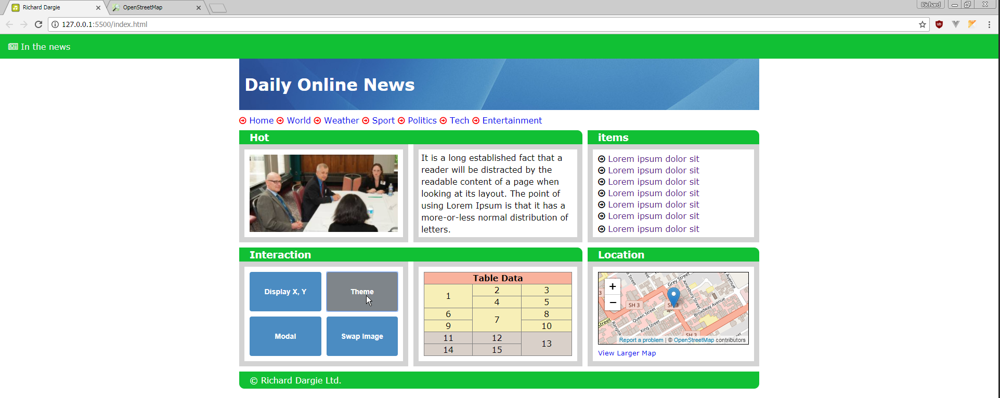 Richard Dargie
OpenStreetMap
Richard
127.0.0.1:5500/index.html
In the news
Daily Online News
Home World Weather Sport Politics Tech Entertainment
Hot
It is a long established fact that a
reader will be distracted by the
readable content of a page when
looking at its layout. The point of
using Lorem Ipsum is that it has a
more-or-less normal distribution of
letters.
items
Lorem ipsum dolor sit
Lorem ipsum dolor sit
Lorem ipsum dolor sit
Lorem ipsum dolor sit
Lorem ipsum dolor sit
Lorem ipsum dolor sit
Lorem ipsum dolor sit
Interaction
Display X, Y
Theme
Modal
Swap Image
Table Data
1 2 3
4 5
6 7 8
9 10
11 12 13
14 15
Location
+
−
Grey Street
Amesbury Street
Avenue
SH 3
SH 3
Queen Street
Broadway Avenue
King Street
Street
SH 3
Report a problem | © OpenStreetMap contributors
View Larger Map
© Richard Dargie Ltd.